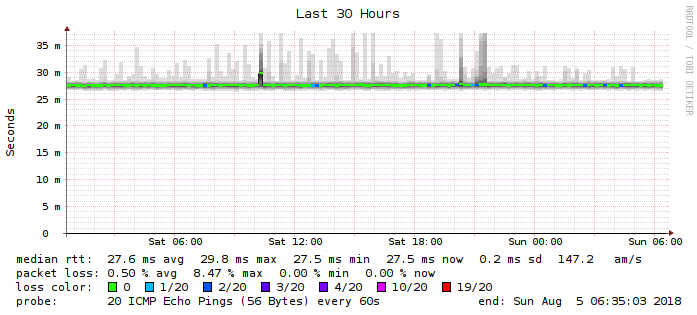 Last 30 Hours
RRDTOOL / TOBI OETIKER
Seconds
35 m
30 m
25 m
20 m
15 m
10 m
5 m
0
Sat 06:00 Sat 12:00 Sat 18:00 Sun 00:00 Sun 06:00
median rtt: 27.6 ms avg 29.8 ms max 27.5 ms min 27.5 ms now 0.2 ms sd 147.2 am/s
packet loss: 0.50 % avg 8.47 % max 0.00 % min 0.00 % now
loss color: 0 1/20 2/20 3/20 4/20 10/20 19/20
probe: 20 ICMP Echo Pings (56 Bytes) every 60s end: Sun Aug 5 06:35:03 2018